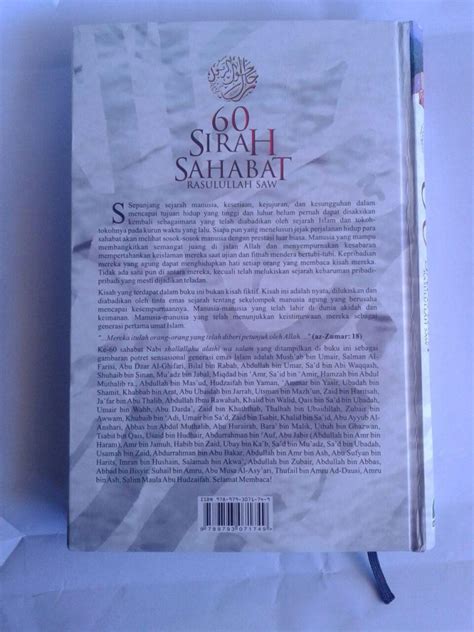 60
SIRAH
SAHABAT
RASULULLAH SAW
Sepanjang sejarah manusia, kesetiaan, kejujuran, dan kesungguhan dalam
mencapai tujuan hidup yang tinggi dan luhur belum pernah dapat disaksikan
kembali sebagaimana yang telah diabadikan oleh sejarah Islam dan tokoh-
tokohnya pada kurun waktu yang lalu. Siapa pun yang menelusuri jejak perjalanan hidup para
sahabat akan melihat sosok-sosok manusia dengan prestasi luar biasa. Manusia yang mampu
membangkitkan semangat juang di jalan Allah dan menyempurnakan kesabaran
mempertahankan keislaman mereka saat ujian dan fitnah mendera bertubi-tubi. Kepribadian
mereka yang agung dapat menghidupkan hati setiap orang yang membaca kisah mereka.
Tidak ada satu pun di antara mereka, kecuali telah melukiskan sejarah keharuman pribadi-
pribadi yang mesti dijadikan teladan.
Kisah yang terdapat dalam buku ini bukan kisah fiktif. Kisah ini adalah nyata, dilukiskan dan
diabadikan oleh tinta emas sejarah tentang sekelompok manusia agung yang berusaha
mencapai kesempurnaannya. Manusia-manusia yang telah lahir di dunia akidah dan
keimanan. Manusia-manusia yang telah menunjukkan keistimewaan mereka sebagai
generasi pertama umat Islam.
"...Mereka itulah orang-orang yang telah diberi petunjuk oleh Allah..." (az-Zumar: 18)
Ke-60 sahabat Nabi shallallahu alaihi wa salam yang ditampilkan di buku ini sebagai
gambaran potret sensasional generasi emas Islam adalah Mush'ab bin Umair, Salman Al-
Farisi, Abu Dzar Al-Ghifari, Bilal bin Rabah, Abdullah bin Umar, Sa'd bin Abi Waqqash,
Shuhaib bin Sinan, Mu'adz bin Jabal, Miqdad bin 'Amr, Sa'id bin 'Amir, Hamzah bin Abdul
Muthalib ra., Abdullah bin Mas'ud, Hudzaifah bin Yaman, 'Ammar bin Yasir, Ubadah bin
Shamit, Khabbab bin Arat, Abu Ubaidah bin Jarrah, Utsman bin Mazh'un, Zaid bin Haritsah,
Ja'far bin Abu Thalib, Abdullah Ibnu Rawahah, Khalid bin Walid, Qais bin Sa'd bin Ubadah,
Umair bin Wahb, Abu Darda', Zaid bin Khaththab, Thalhah bin Ubaidillah, Zubair bin
Awwam, Khubaib bin 'Adi, Umair bin Sa'd, Zaid bin Tsabit, Khalid bin Sa'id, Abu Ayyub Al-
Anshari, Abbas bin Abdul Muthalib, Abu Hurairah, Bara' bin Malik, Utbah bin Ghazwan,
Tsabit bin Qais, Usaid bin Hudhair, Abdurrahman bin 'Auf, Abu Jabir (Abdullah bin Amr bin
Haram), Amr bin Jamuh, Habib bin Zaid, Ubay bin Ka'b, Sa'd bin Mu'adz, Sa'd bin Ubadah,
Usamah bin Zaid, Abdurrahman bin Abu Bakar, Abdullah bin Amr bin Ash, Abu Sufyan bin
Harits, Imran bin Hushain, Salamah bin Akwa', Abdullah bin Zubair, Abdullah bin Abbas,
Abbad bin Bisyir, Suhail bin Amru, Abu Musa Al-Asy'ari, Thufail bin Amru Ad-Dausi, Amru
bin Ash, Salim Maula Abu Hudzaifah. Selamat Membaca!
ISBN 978-979-3071-74-9
9 789793 071749